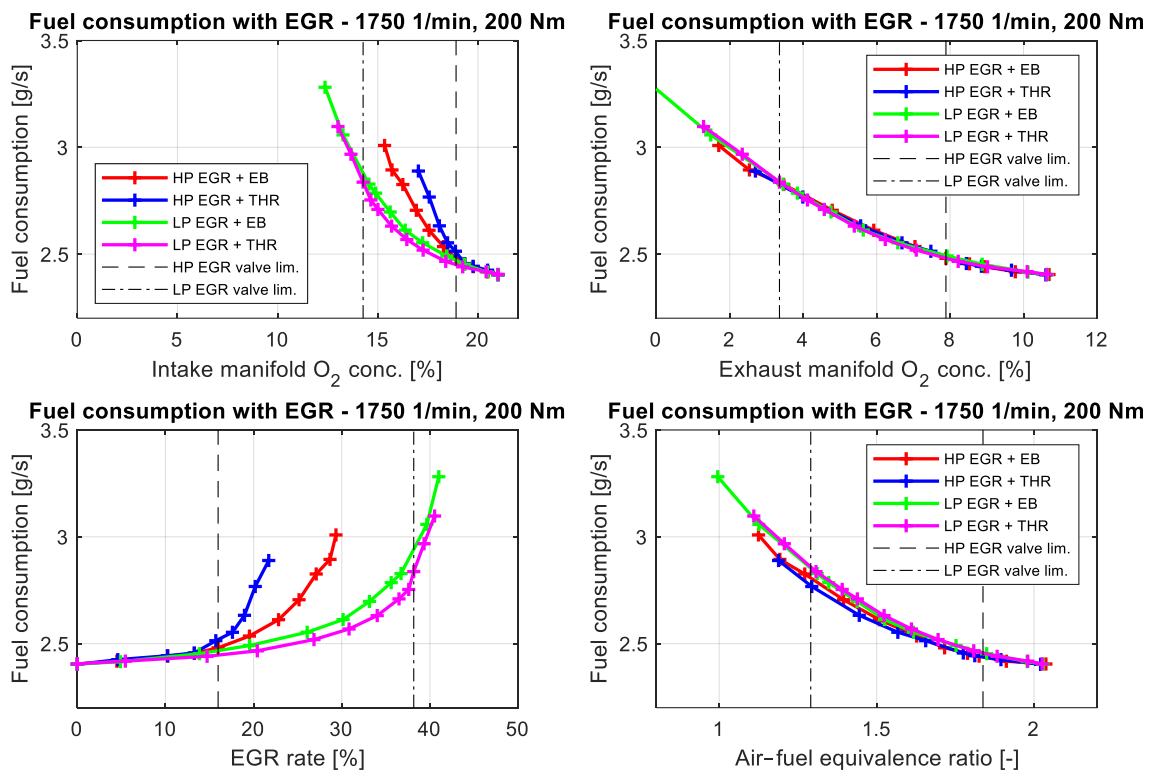 Fuel consumption with EGR - 1750 1/min, 200 Nm
Fuel consumption [g/s]
3.5
3
2.5
0
5
10
15
20
Intake manifold O2 conc. [%]
HP EGR + EB
HP EGR + THR
LP EGR + EB
LP EGR + THR
HP EGR valve lim.
LP EGR valve lim.
Fuel consumption with EGR - 1750 1/min, 200 Nm
Fuel consumption [g/s]
3.5
3
2.5
0
2
4
6
8
10
12
Exhaust manifold O2 conc. [%]
HP EGR + EB
HP EGR + THR
LP EGR + EB
LP EGR + THR
HP EGR valve lim.
LP EGR valve lim.
Fuel consumption with EGR - 1750 1/min, 200 Nm
Fuel consumption [g/s]
3.5
3
2.5
0
10
20
30
40
50
EGR rate [%]
Fuel consumption with EGR - 1750 1/min, 200 Nm
Fuel consumption [g/s]
3.5
3
2.5
1
1.5
2
Air−fuel equivalence ratio [-]
HP EGR + EB
HP EGR + THR
LP EGR + EB
LP EGR + THR
HP EGR valve lim.
LP EGR valve lim.